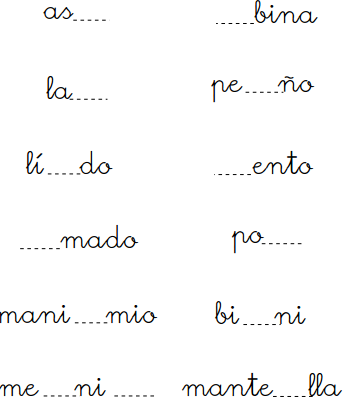 as..... .....bina
la..... pe.....ño
lí.....do .....ento
.....mado po.....
mani.....mio bi.....ni
me.....ni..... mante.....lla